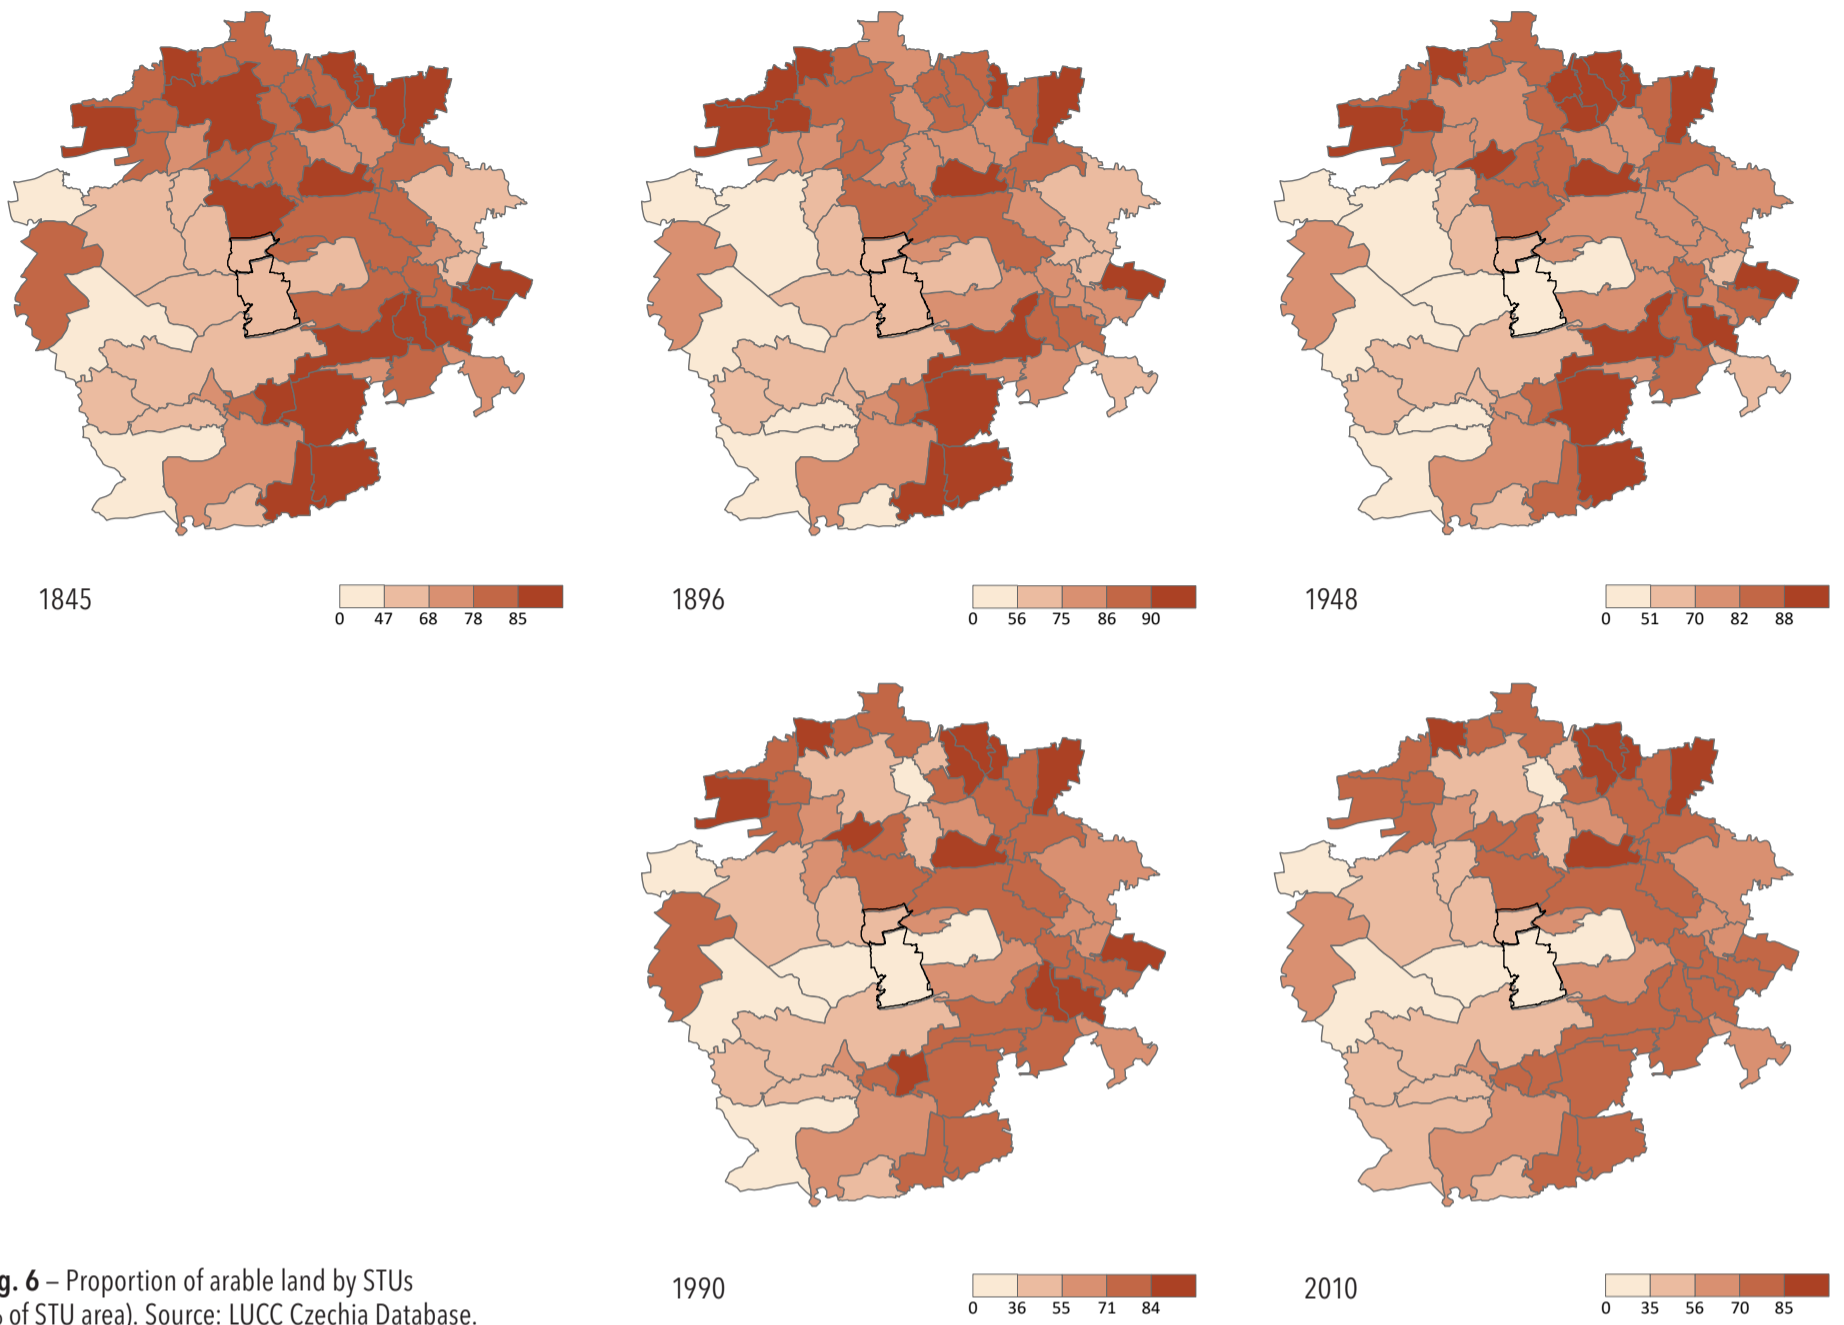 1845
0 47 68 78 85
1896
0 56 75 86 90
1948
0 51 70 82 88
g. 6 – Proportion of arable land by STUs
of STU area). Source: LUCC Czechia Database.
1990
0 36 55 71 84
2010
0 35 56 70 85